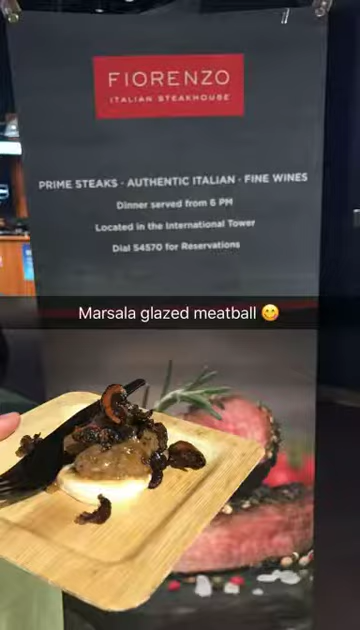 FIORENZO
ITALIAN STEAKHOUSE
PRIME STEAKS · AUTHENTIC ITALIAN · FINE WINES
Dinner served from 6 PM
Located in the International Tower
Dial 54570 for Reservations
Marsala glazed meatball 😋